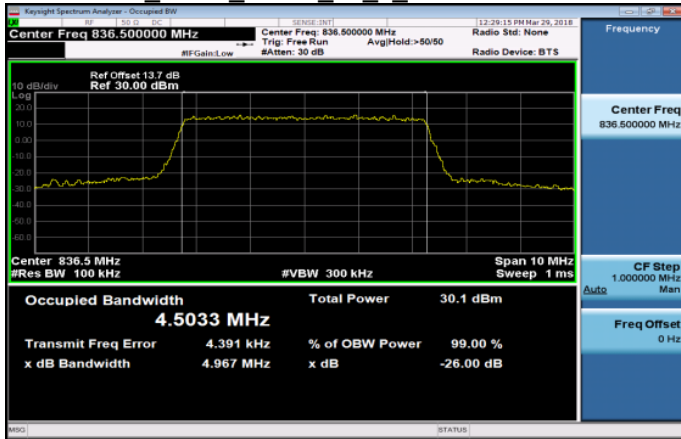 Keysight Spectrum Analyzer - Occupied BW
RF 50 Ω DC SENSE:INT 12:29:15 PM Mar 29, 2018
Center Freq 836.500000 MHz
Center Freq: 836.500000 MHz Radio Std: None
Trig: Free Run Avg|Hold:>50/50
#IFGain:Low #Atten: 30 dB Radio Device: BTS
Frequency
Ref Offset 13.7 dB
10 dB/div Ref 30.00 dBm
Log
20.0
10.0
0.00
-10.0
-20.0
-30.0
-40.0
-50.0
-60.0
Center 836.5 MHz Span 10 MHz
#Res BW 100 kHz #VBW 300 kHz Sweep 1 ms
Occupied Bandwidth Total Power 30.1 dBm
4.5033 MHz
Transmit Freq Error 4.391 kHz % of OBW Power 99.00 %
x dB Bandwidth 4.967 MHz x dB -26.00 dB
Center Freq
836.500000 MHz
CF Step
1.000000 MHz
Auto Man
Freq Offset
0 Hz
MSG STATUS